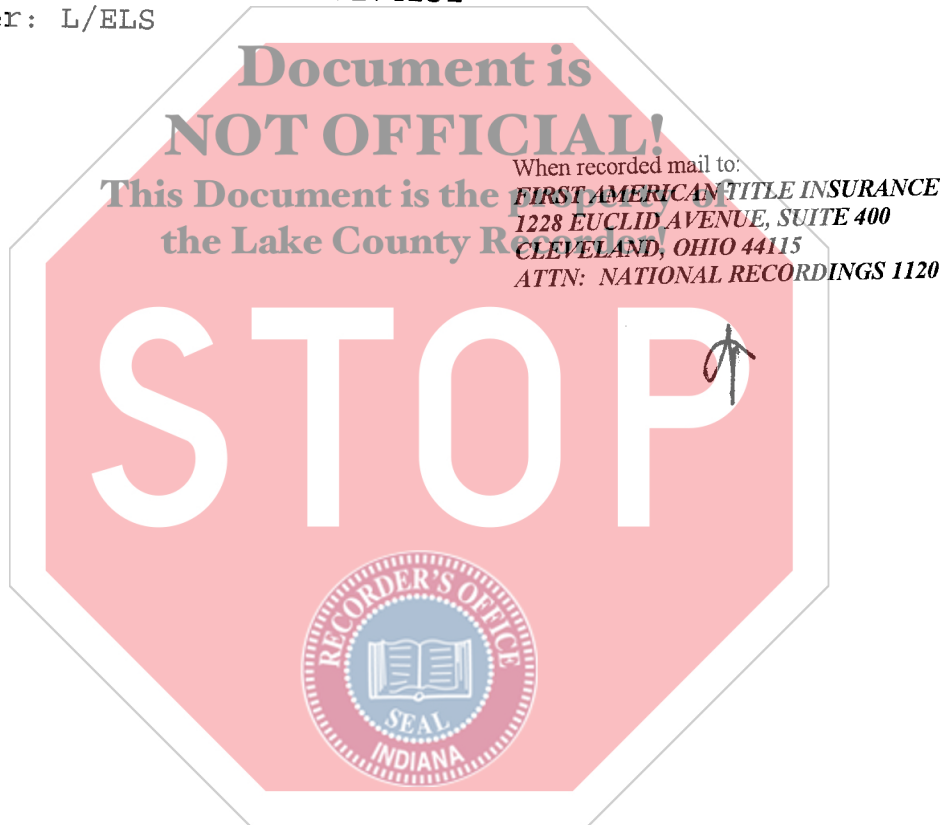 er: L/ELS
Document is
NOT OFFICIAL!
This Document is the property of
the Lake County Recorder!
When recorded mail to:
FIRST AMERICAN TITLE INSURANCE
1228 EUCLID AVENUE, SUITE 400
CLEVELAND, OHIO 44115
ATTN: NATIONAL RECORDINGS 1120
STOP
RECORDER'S OFFICE
SEAL
INDIANA